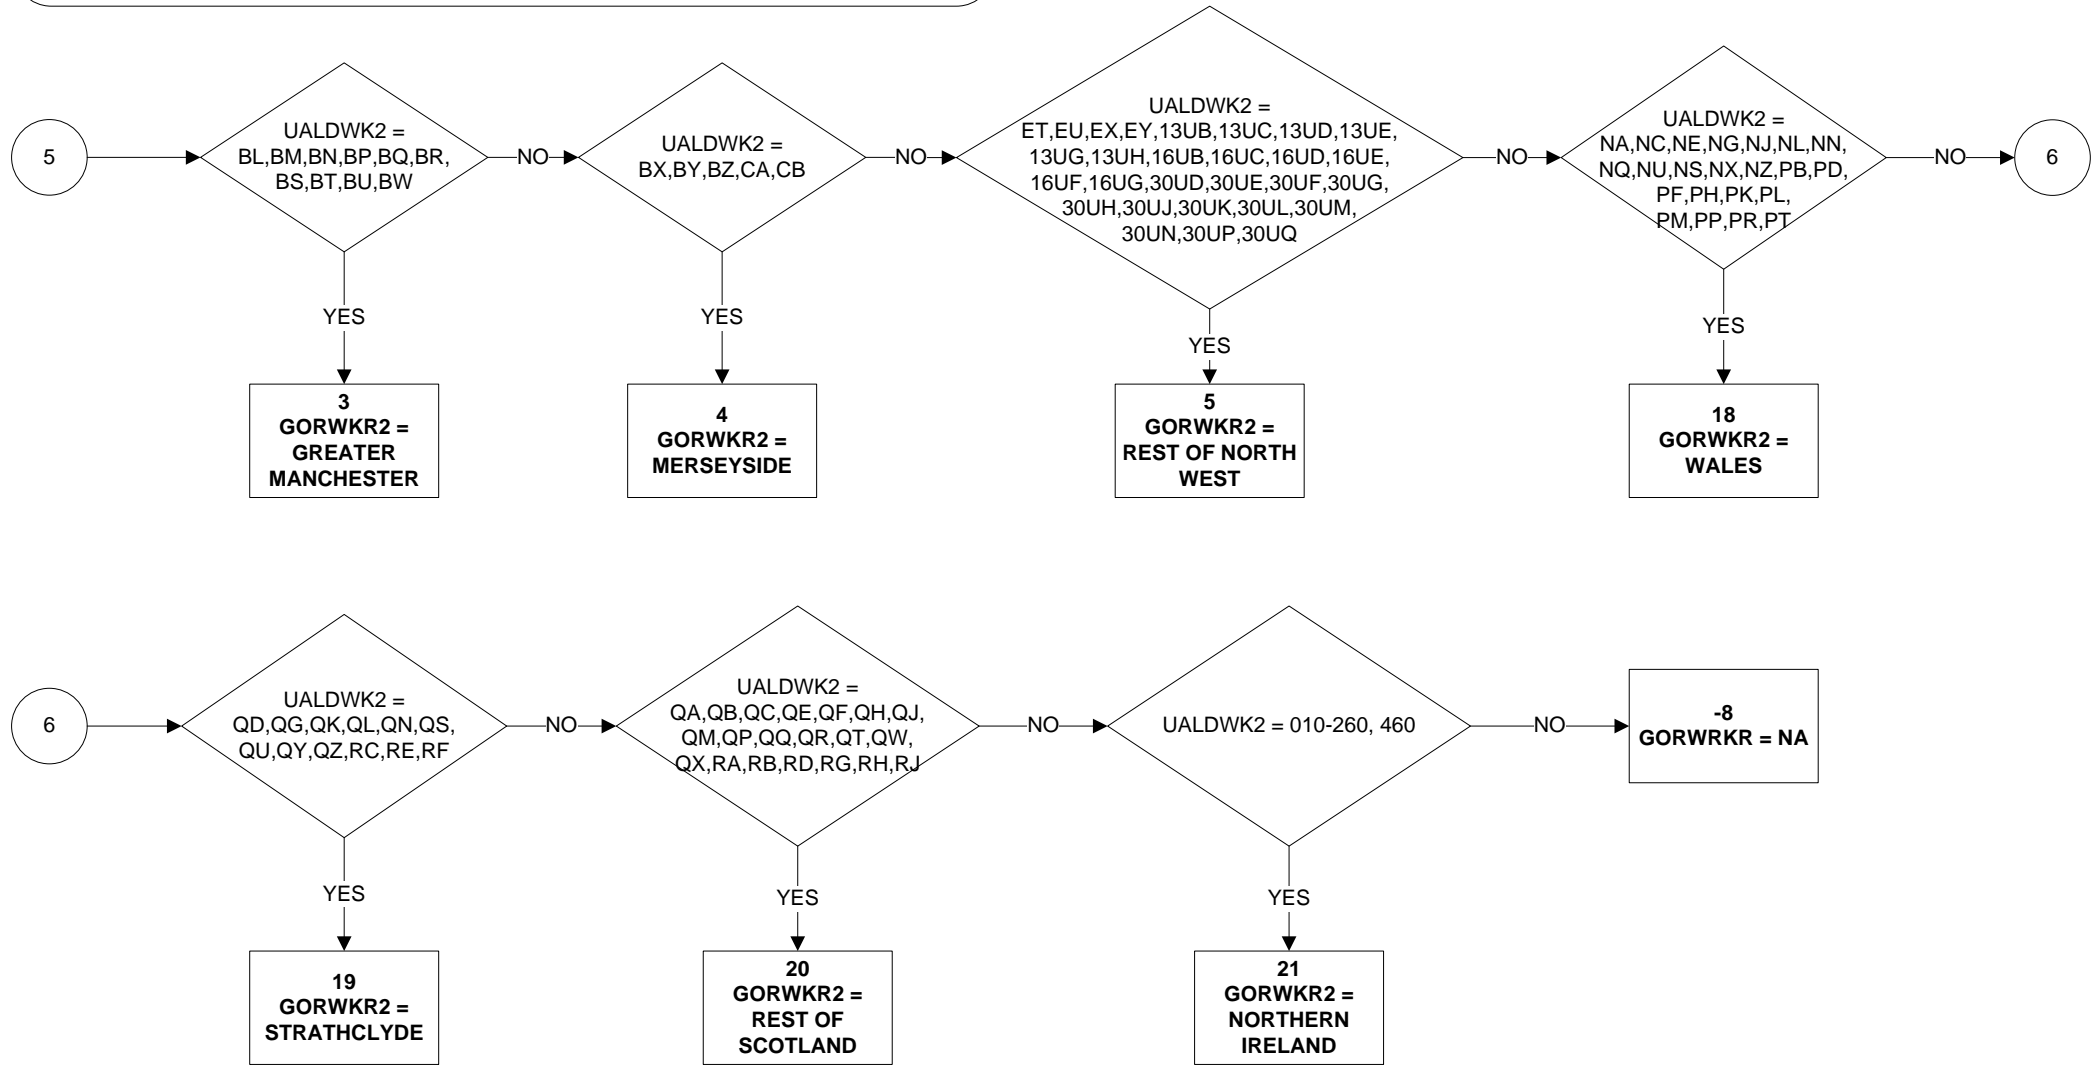 5
UALDWK2 =
BL,BM,BN,BP,BQ,BR,
BS,BT,BU,BW
NO
UALDWK2 =
BX,BY,BZ,CA,CB
NO
UALDWK2 =
ET,EU,EX,EY,13UB,13UC,13UD,13UE,
13UG,13UH,16UB,16UC,16UD,16UE,
16UF,16UG,30UD,30UE,30UF,30UG,
30UH,30UJ,30UK,30UL,30UM,
30UN,30UP,30UQ
NO
UALDWK2 =
NA,NC,NE,NG,NJ,NL,NN,
NQ,NU,NS,NX,NZ,PB,PD,
PF,PH,PK,PL,
PM,PP,PR,PT
NO
6
YES
YES
YES
YES
3
GORWKR2 =
GREATER
MANCHESTER
4
GORWKR2 =
MERSEYSIDE
5
GORWKR2 =
REST OF NORTH
WEST
18
GORWKR2 =
WALES
6
UALDWK2 =
QD,QG,QK,QL,QN,QS,
QU,QY,QZ,RC,RE,RF
NO
UALDWK2 =
QA,QB,QC,QE,QF,QH,QJ,
QM,QP,QQ,QR,QT,QW,
QX,RA,RB,RD,RG,RH,RJ
NO
UALDWK2 = 010-260, 460
NO
-8
GORWRKR = NA
YES
YES
YES
19
GORWKR2 =
STRATHCLYDE
20
GORWKR2 =
REST OF
SCOTLAND
21
GORWKR2 =
NORTHERN
IRELAND